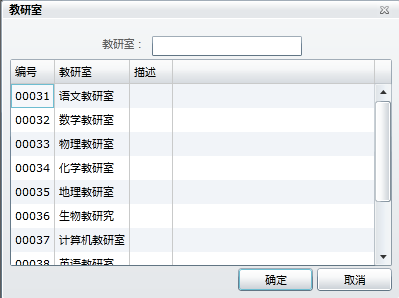 教研室
教研室：
编号 教研室 描述
00031 语文教研室
00032 数学教研室
00033 物理教研室
00034 化学教研室
00035 地理教研室
00036 生物教研究
00037 计算机教研室
00038 英语教研室
确定 取消